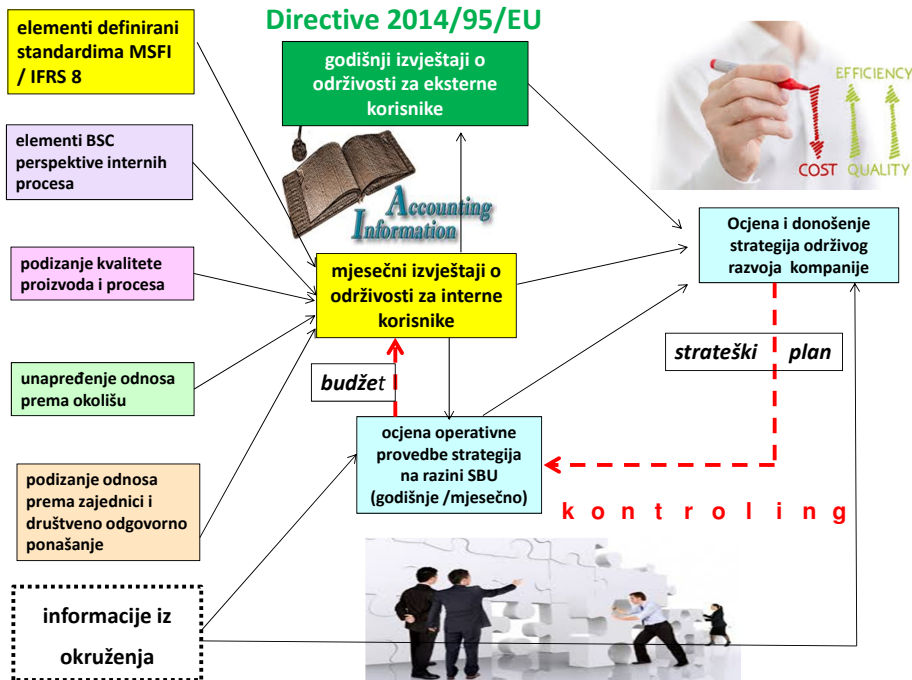 Directive 2014/95/EU
elementi definirani
standardima MSFI
/ IFRS 8
godišnji izvještaji o
održivosti za eksterne
korisnike
EFFICIENCY
COST QUALITY
elementi BSC
perspektive internih
procesa
Accounting
Information
podizanje kvalitete
proizvoda i procesa
mjesečni izvještaji o
održivosti za interne
korisnike
Ocjena i donošenje
strategija održivog
razvoja kompanije
strateški plan
budžet
unapređenje odnosa
prema okolišu
ocjena operativne
provedbe strategija
na razini SBU
(godišnje /mjesečno)
podizanje odnosa
prema zajednici i
društveno odgovorno
ponašanje
k o n t r o l i n g
informacije iz
okruženja